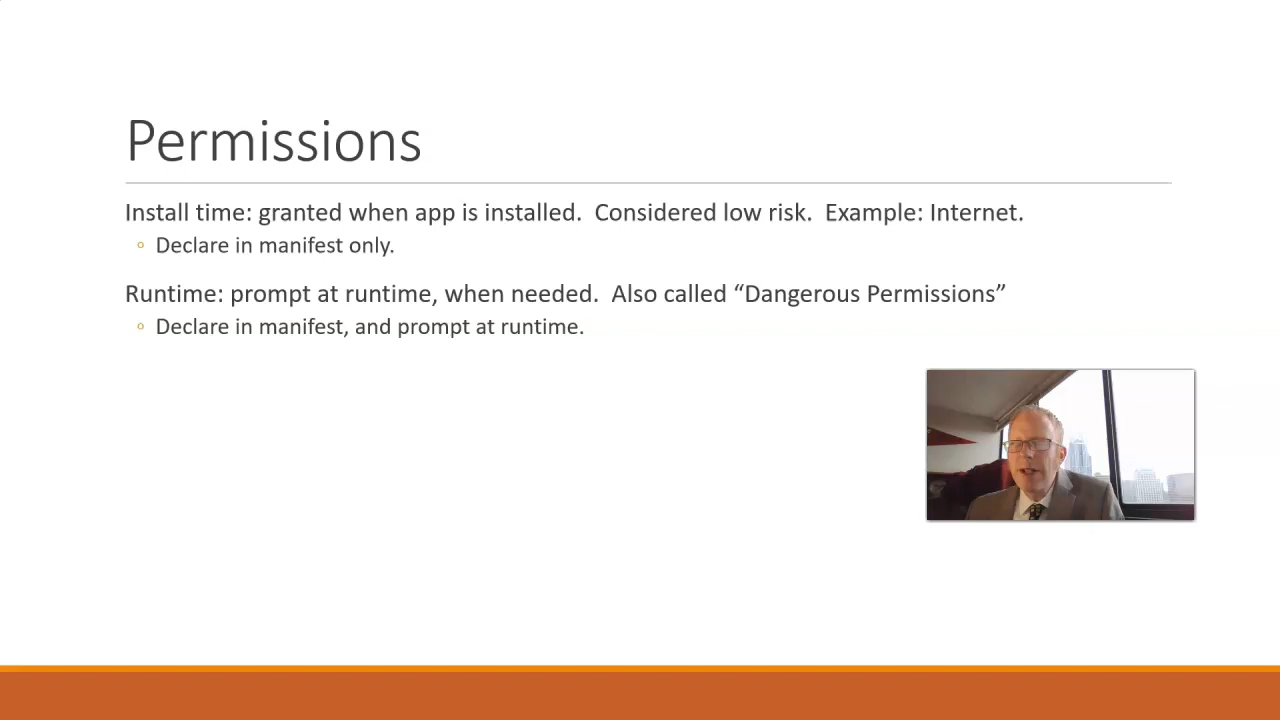 Permissions
Install time: granted when app is installed.  Considered low risk.  Example: Internet.
◦ Declare in manifest only.
Runtime: prompt at runtime, when needed.  Also called “Dangerous Permissions”
◦ Declare in manifest, and prompt at runtime.